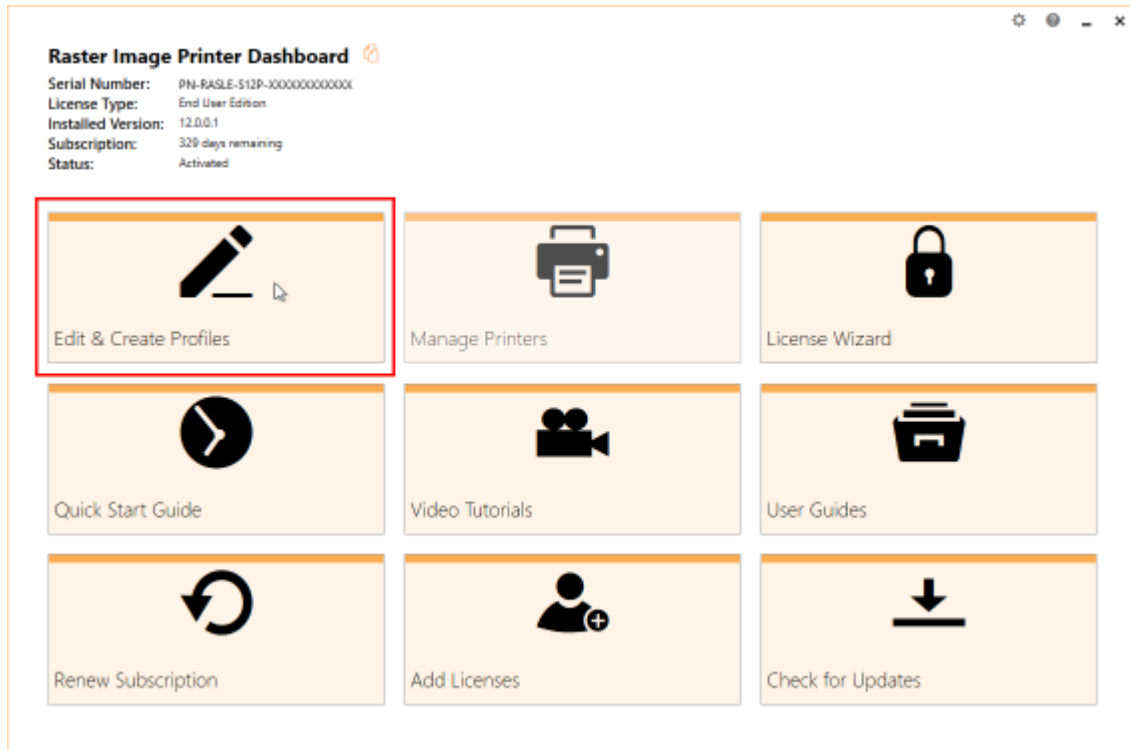 Raster Image Printer Dashboard
Serial Number: PN-RASLE-S12P-XXXXXXXXXXXX
License Type: End User Edition
Installed Version: 12.0.0.1
Subscription: 329 days remaining
Status: Activated
Edit & Create Profiles
Manage Printers
License Wizard
Quick Start Guide
Video Tutorials
User Guides
Renew Subscription
Add Licenses
Check for Updates